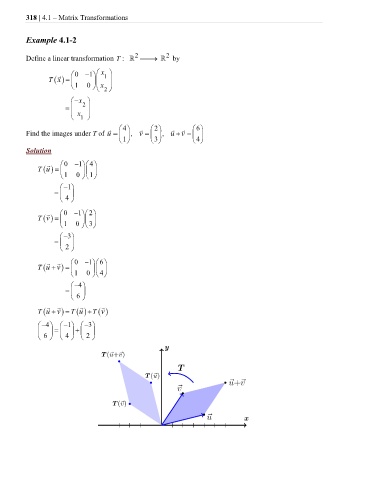 318 | 4.1 – Matrix Transformations
Example 4.1-2
Define a linear transformation T : ℝ² ⟶ ℝ² by
T(x⃗) = (0 −1; 1 0)(x₁; x₂)
= (−x₂; x₁)
Find the images under T of u⃗ = (4; 1), v⃗ = (2; 3), u⃗ + v⃗ = (6; 4)
Solution
T(u⃗) = (0 −1; 1 0)(4; 1)
= (−1; 4)
T(v⃗) = (0 −1; 1 0)(2; 3)
= (−3; 2)
T(u⃗ + v⃗) = (0 −1; 1 0)(6; 4)
= (−4; 6)
T(u⃗ + v⃗) = T(u⃗) + T(v⃗)
(−4; 6) = (−1; 4) + (−3; 2)
y
T(u⃗+v⃗)
T
T(u⃗)
v⃗
u⃗+v⃗
T(v⃗)
u⃗
x